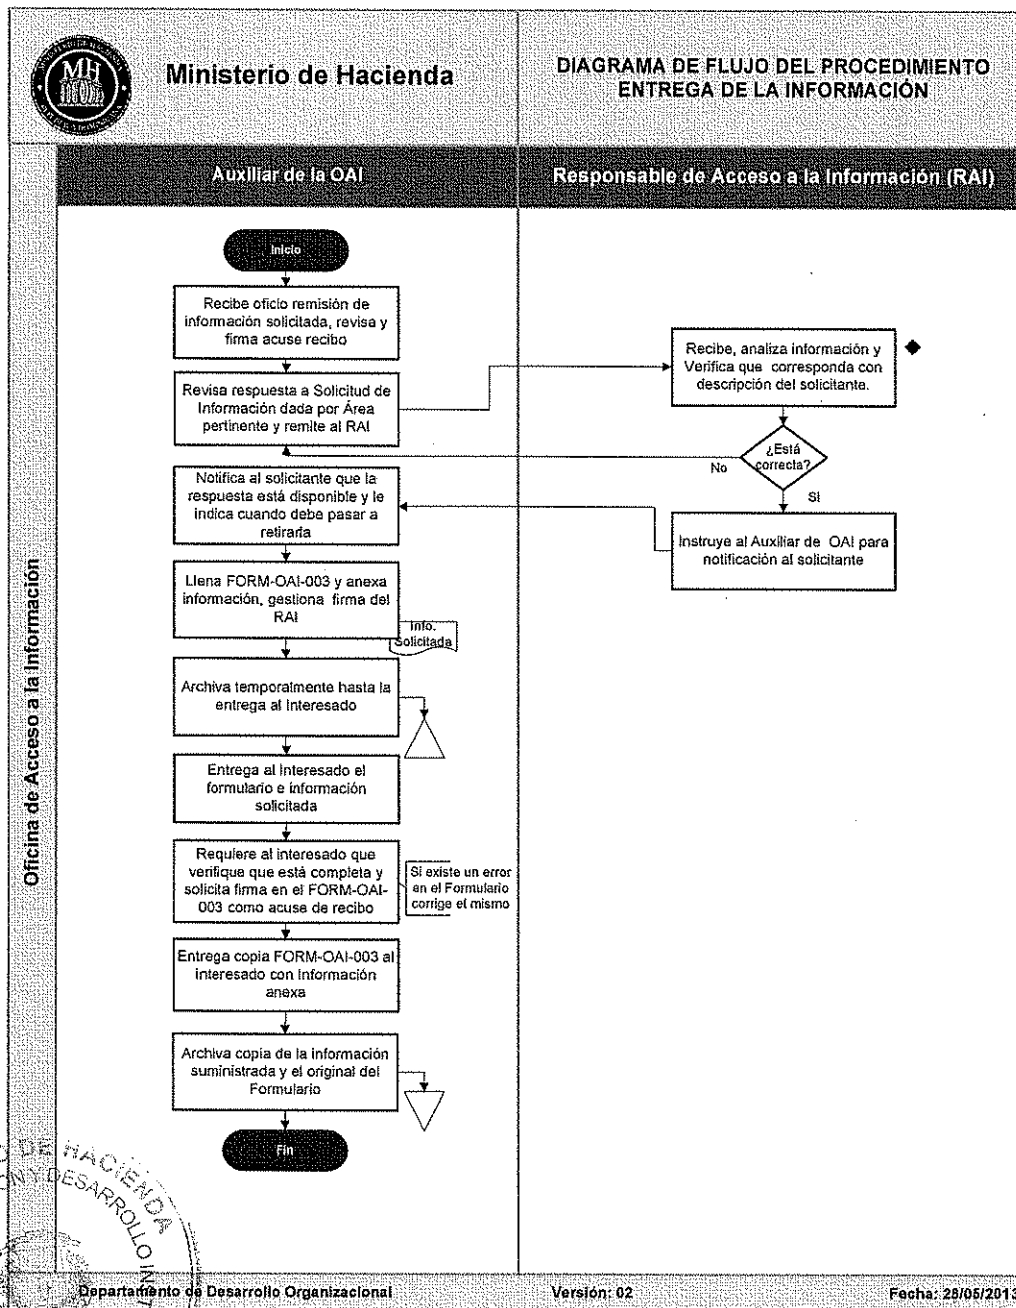 MH
Ministerio de Hacienda
DIAGRAMA DE FLUJO DEL PROCEDIMIENTO
ENTREGA DE LA INFORMACIÓN
Oficina de Acceso a la Información
Auxiliar de la OAI
Responsable de Acceso a la Información (RAI)
Inicio
Recibe oficio remisión de
información solicitada, revisa y
firma acuse recibo
Revisa respuesta a Solicitud de
Información dada por Área
pertinente y remite al RAI
Recibe, analiza información y
Verifica que corresponda con
descripción del solicitante.
¿Está
correcta?
No
SI
Instruye al Auxiliar de OAI para
notificación al solicitante
Notifica al solicitante que la
respuesta está disponible y le
indica cuando debe pasar a
retirarla
Llena FORM-OAI-003 y anexa
información, gestiona firma del
RAI
Info.
Solicitada
Archiva temporalmente hasta la
entrega al Interesado
Entrega al Interesado el
formulario e información
solicitada
Requiere al interesado que
verifique que está completa y
solicita firma en el FORM-OAI-
003 como acuse de recibo
Si existe un error
en el Formulario
corrige el mismo
Entrega copia FORM-OAI-003 al
interesado con Información
anexa
Archiva copia de la información
suministrada y el original del
Formulario
Fin
DE HACIENDA
Y DESARROLLO
Departamento de Desarrollo Organizacional
Versión: 02
Fecha: 28/05/2013